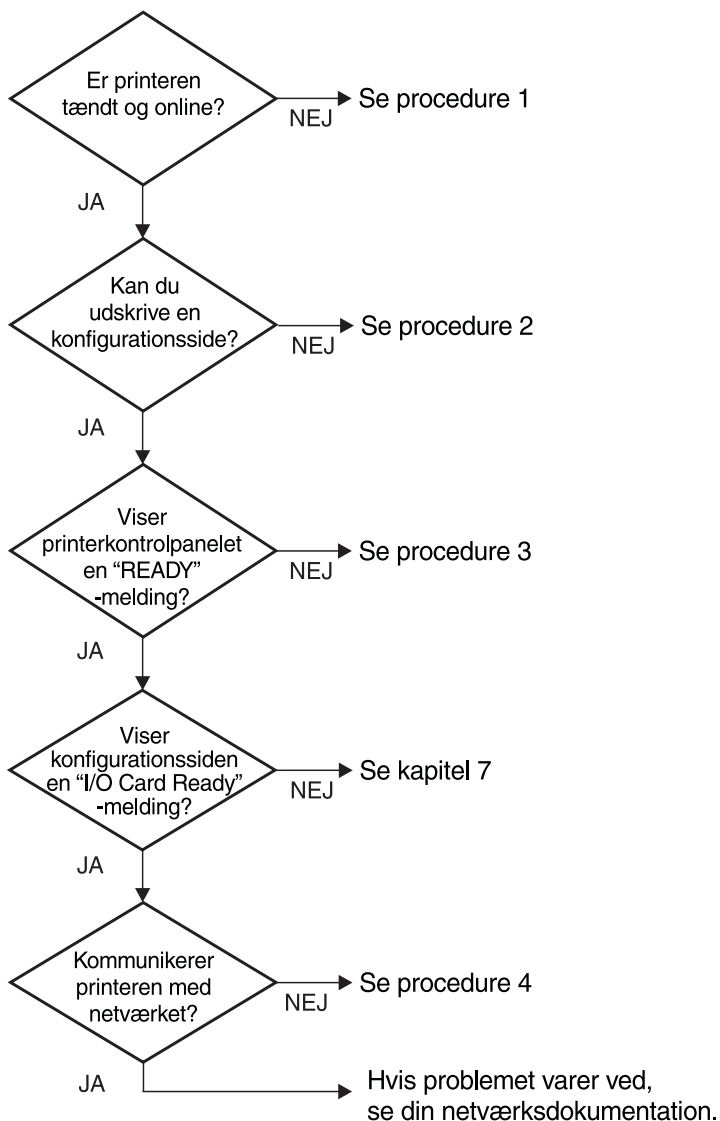 Er printeren
tændt og online?
NEJ
Se procedure 1
JA
Kan du
udskrive en
konfigurationsside?
NEJ
Se procedure 2
JA
Viser
printerkontrolpanelet
en “READY”
-melding?
NEJ
Se procedure 3
JA
Viser
konfigurationssiden
en “I/O Card Ready”
-melding?
NEJ
Se kapitel 7
JA
Kommunikerer
printeren med
netværket?
NEJ
Se procedure 4
JA
Hvis problemet varer ved,
se din netværksdokumentation.